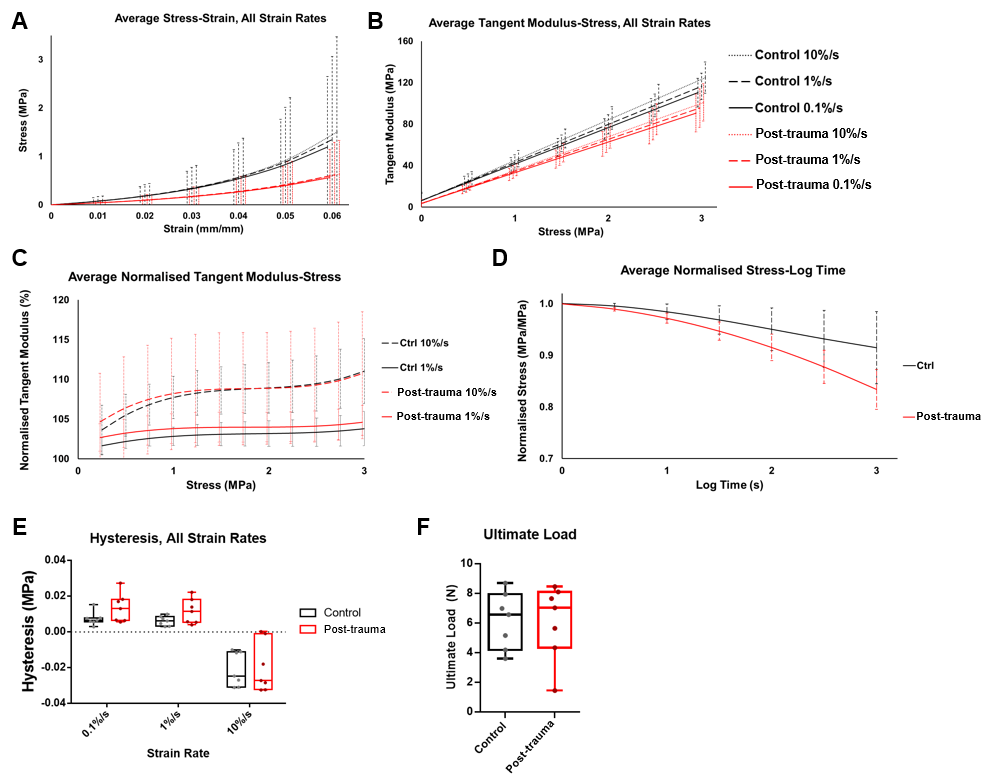 A
Average Stress-Strain, All Strain Rates
Stress (MPa)
3
2
1
0
0.01
0.02
0.03
0.04
0.05
0.06
Strain (mm/mm)
B
Average Tangent Modulus-Stress, All Strain Rates
Tangent Modulus (MPa)
160
120
80
40
0
0
1
2
3
Stress (MPa)
Control 10%/s
Control 1%/s
Control 0.1%/s
Post-trauma 10%/s
Post-trauma 1%/s
Post-trauma 0.1%/s
C
Average Normalised Tangent Modulus-Stress
Normalised Tangent Modulus (%)
120
115
110
105
100
0
1
2
3
Stress (MPa)
Ctrl 10%/s
Ctrl 1%/s
Post-trauma 10%/s
Post-trauma 1%/s
D
Average Normalised Stress-Log Time
Normalised Stress (MPa/MPa)
1.0
0.9
0.8
0.7
0
1
2
3
Log Time (s)
Ctrl
Post-trauma
E
Hysteresis, All Strain Rates
Hysteresis (MPa)
0.04
0.02
0.00
-0.02
-0.04
0.1%/s
1%/s
10%/s
Strain Rate
Control
Post-trauma
F
Ultimate Load
Ultimate Load (N)
10
8
6
4
2
0
Control
Post-trauma